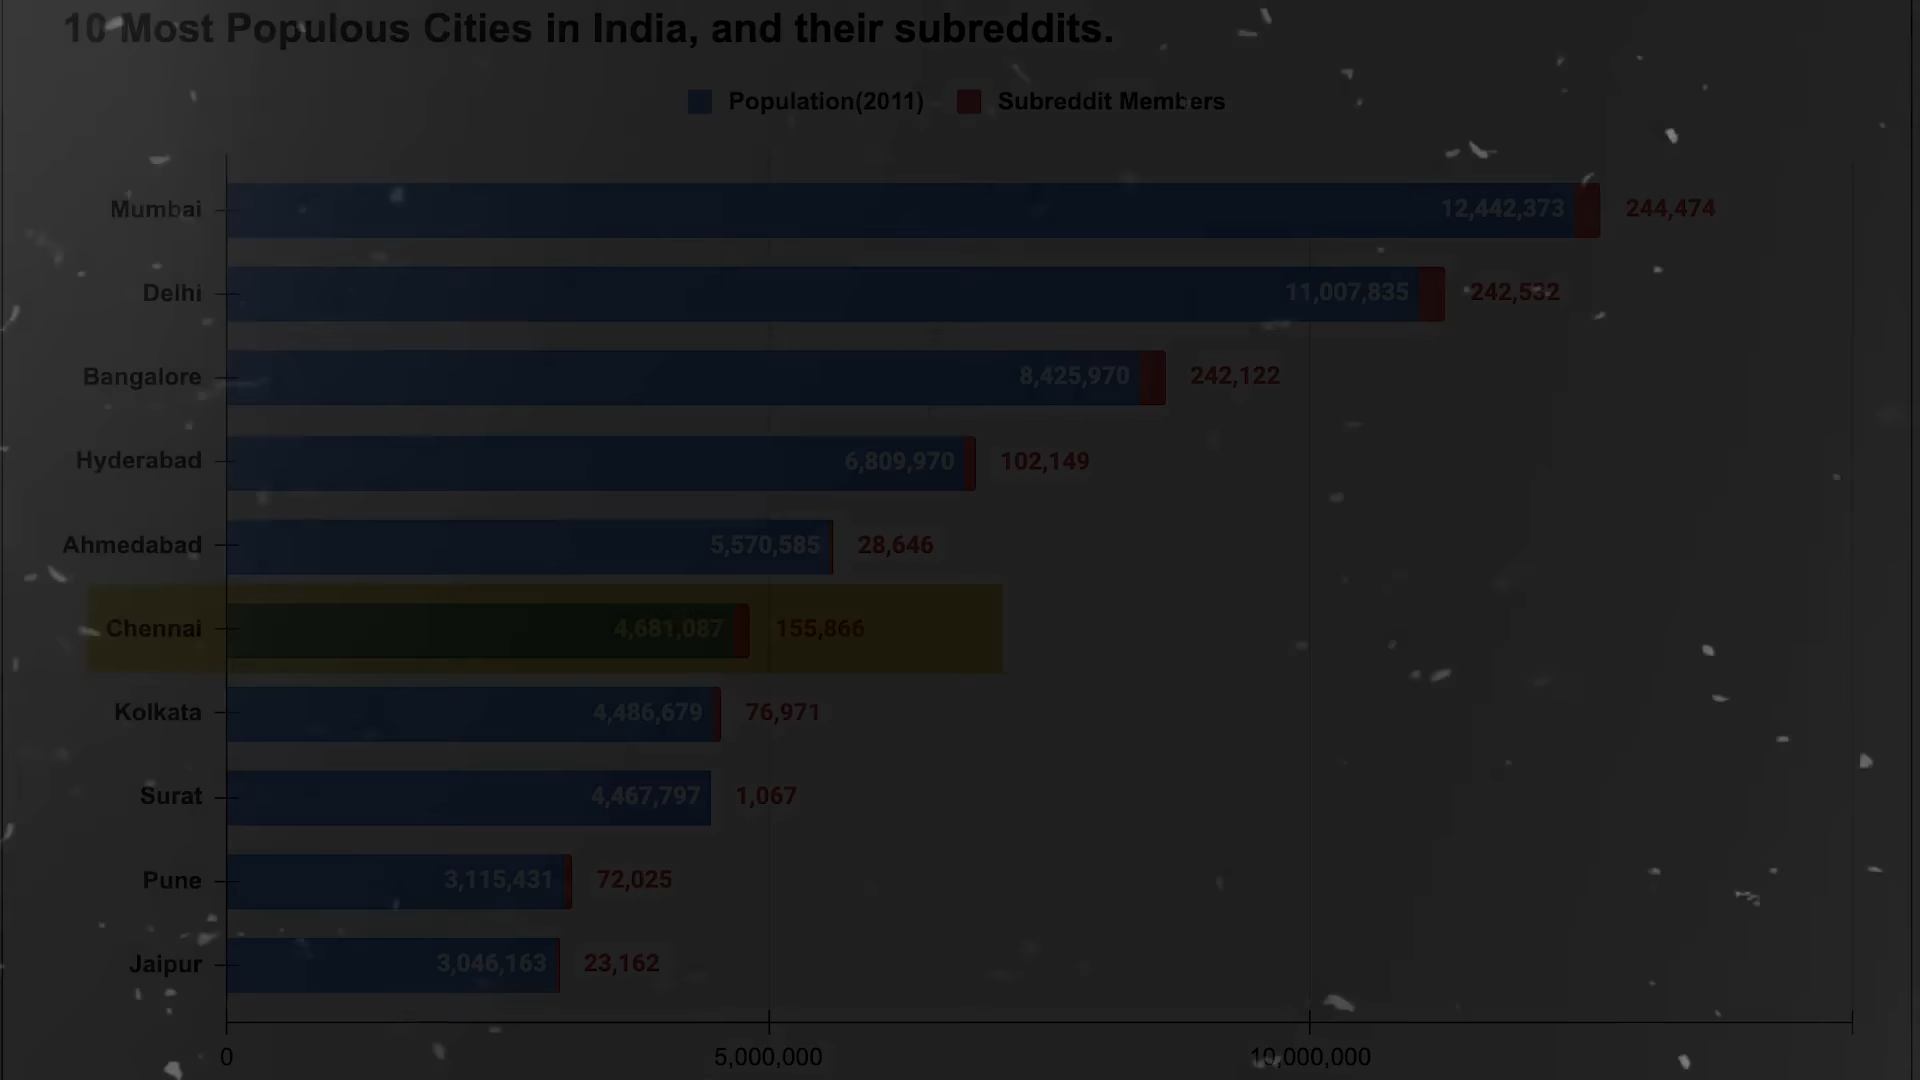 10 Most Populous Cities in India, and their subreddits.
Population(2011) Subreddit Members
Mumbai 12,442,373 244,474
Delhi 11,007,835 242,532
Bangalore 8,425,970 242,122
Hyderabad 6,809,970 102,149
Ahmedabad 5,570,585 28,646
Chennai 4,681,087 155,866
Kolkata 4,486,679 76,971
Surat 4,467,797 1,067
Pune 3,115,431 72,025
Jaipur 3,046,163 23,162
0 5,000,000 10,000,000